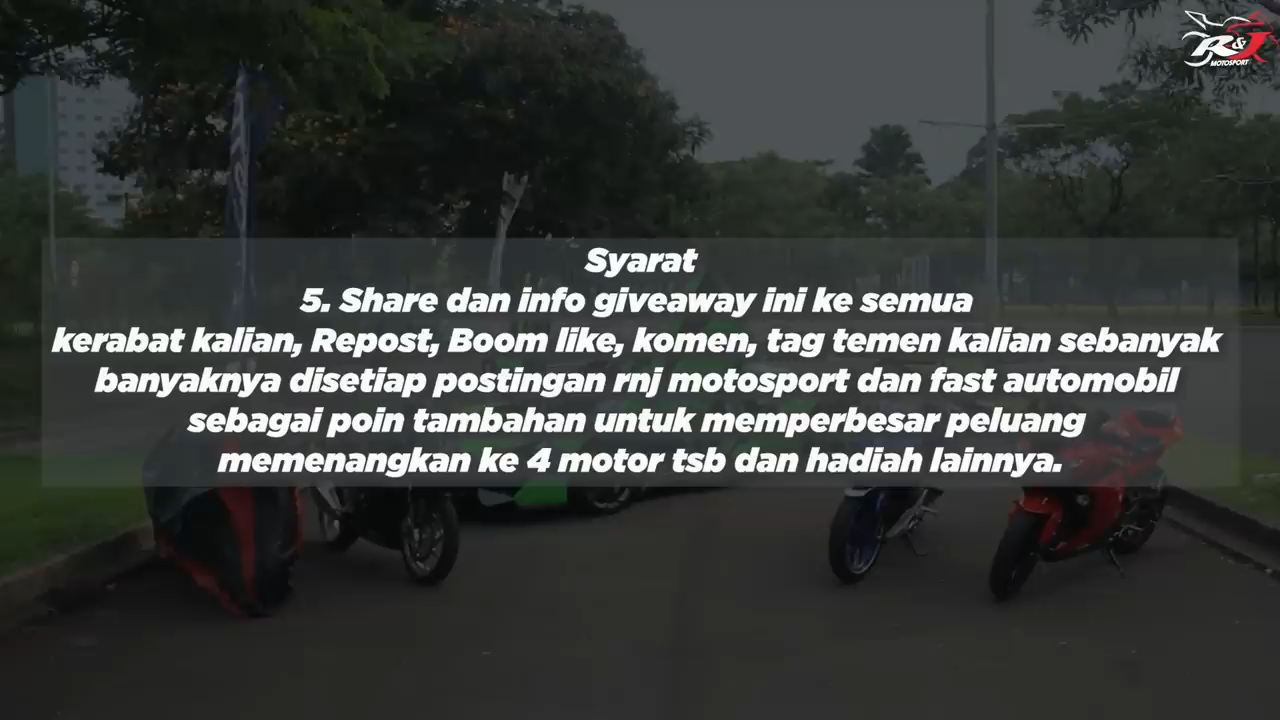 R&J
MOTOSPORT
Syarat
5. Share dan info giveaway ini ke semua
kerabat kalian, Repost, Boom like, komen, tag temen kalian sebanyak
banyaknya disetiap postingan rnj motosport dan fast automobil
sebagai poin tambahan untuk memperbesar peluang
memenangkan ke 4 motor tsb dan hadiah lainnya.